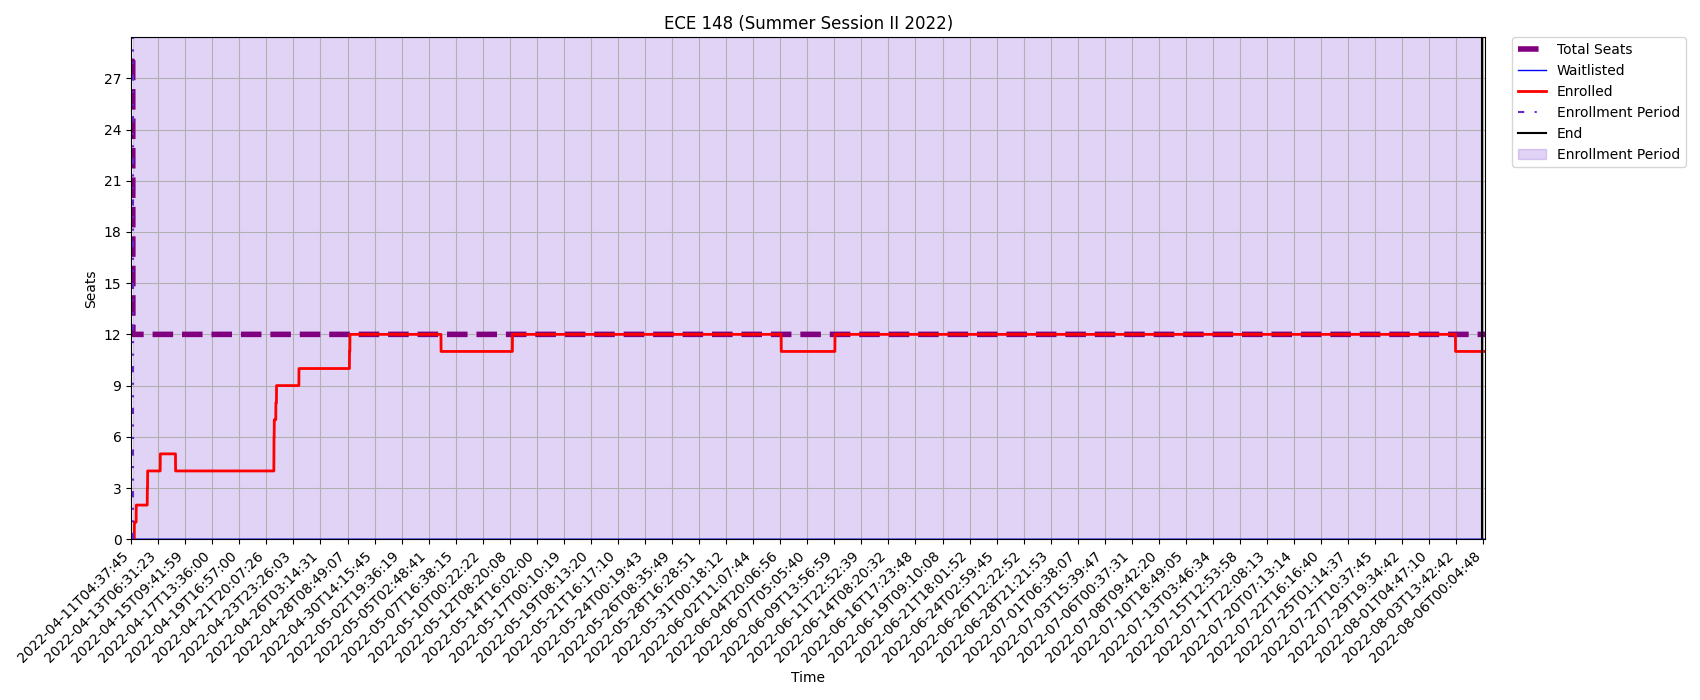 ECE 148 (Summer Session II 2022)
Total Seats
Waitlisted
Enrolled
Enrollment Period
End
Enrollment Period
Seats
27
24
21
18
15
12
9
6
3
0
2022-04-11T04:37:45
2022-04-13T06:31:23
2022-04-15T09:41:59
2022-04-17T13:36:00
2022-04-19T16:57:00
2022-04-21T20:07:26
2022-04-23T23:26:03
2022-04-26T03:14:31
2022-04-28T08:49:07
2022-04-30T14:15:45
2022-05-02T19:36:19
2022-05-05T02:48:41
2022-05-07T16:38:15
2022-05-10T00:22:22
2022-05-12T08:20:08
2022-05-14T16:02:00
2022-05-17T00:10:19
2022-05-19T08:13:20
2022-05-21T16:17:10
2022-05-24T00:19:43
2022-05-26T08:35:49
2022-05-28T16:28:51
2022-05-31T00:18:12
2022-06-02T11:07:44
2022-06-04T20:06:56
2022-06-07T05:05:40
2022-06-09T13:56:59
2022-06-11T22:52:39
2022-06-14T08:20:32
2022-06-16T17:23:48
2022-06-19T09:10:08
2022-06-21T18:01:52
2022-06-24T02:59:45
2022-06-26T12:22:52
2022-06-28T21:21:53
2022-07-01T06:38:07
2022-07-03T15:39:47
2022-07-06T00:37:31
2022-07-08T09:42:20
2022-07-10T18:49:05
2022-07-13T03:46:34
2022-07-15T12:53:58
2022-07-17T22:08:13
2022-07-20T07:13:14
2022-07-22T16:16:40
2022-07-25T01:14:37
2022-07-27T10:37:45
2022-07-29T19:34:42
2022-08-01T04:47:10
2022-08-03T13:42:42
2022-08-06T00:04:48
Time